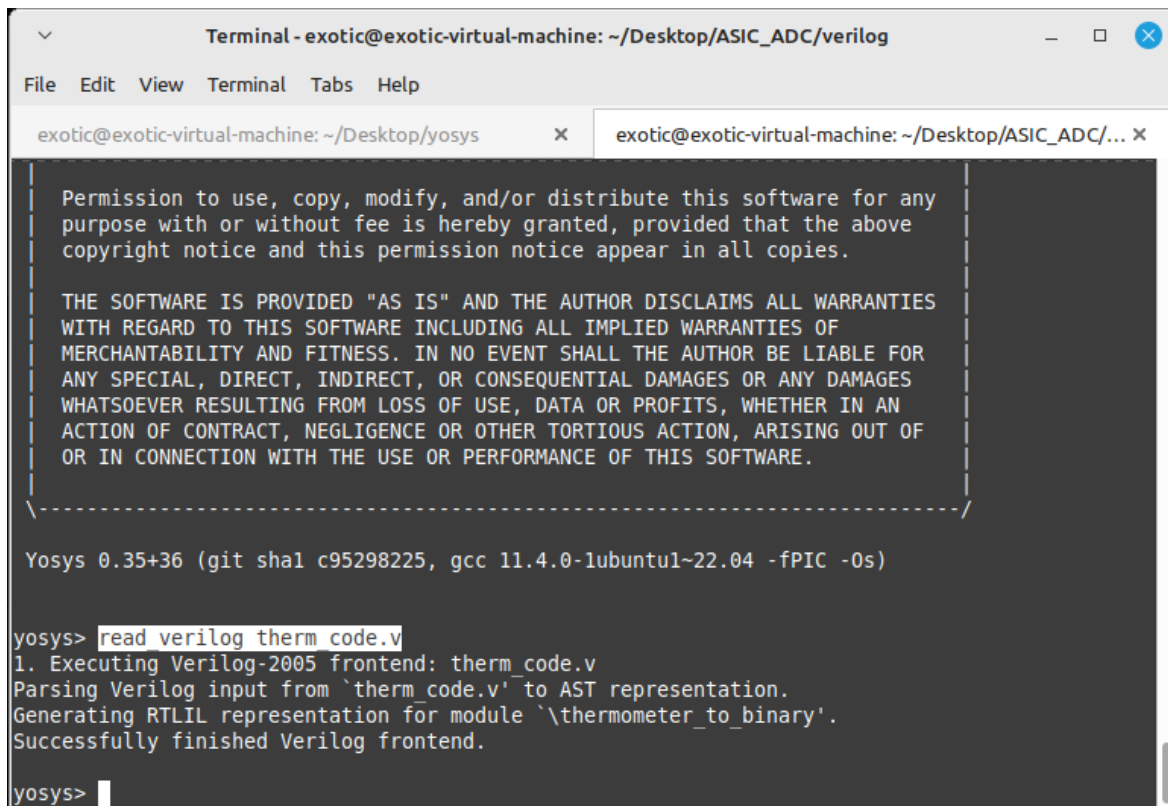 Terminal - exotic@exotic-virtual-machine: ~/Desktop/ASIC_ADC/verilog
File Edit View Terminal Tabs Help
exotic@exotic-virtual-machine: ~/Desktop/yosys × exotic@exotic-virtual-machine: ~/Desktop/ASIC_ADC/... ×
| |
| Permission to use, copy, modify, and/or distribute this software for any |
| purpose with or without fee is hereby granted, provided that the above |
| copyright notice and this permission notice appear in all copies. |
| |
| THE SOFTWARE IS PROVIDED "AS IS" AND THE AUTHOR DISCLAIMS ALL WARRANTIES |
| WITH REGARD TO THIS SOFTWARE INCLUDING ALL IMPLIED WARRANTIES OF |
| MERCHANTABILITY AND FITNESS. IN NO EVENT SHALL THE AUTHOR BE LIABLE FOR |
| ANY SPECIAL, DIRECT, INDIRECT, OR CONSEQUENTIAL DAMAGES OR ANY DAMAGES |
| WHATSOEVER RESULTING FROM LOSS OF USE, DATA OR PROFITS, WHETHER IN AN |
| ACTION OF CONTRACT, NEGLIGENCE OR OTHER TORTIOUS ACTION, ARISING OUT OF |
| OR IN CONNECTION WITH THE USE OR PERFORMANCE OF THIS SOFTWARE. |
| |
\----------------------------------------------------------------------------/
Yosys 0.35+36 (git sha1 c95298225, gcc 11.4.0-1ubuntu1~22.04 -fPIC -Os)
yosys> read_verilog therm_code.v
1. Executing Verilog-2005 frontend: therm_code.v
Parsing Verilog input from `therm_code.v' to AST representation.
Generating RTLIL representation for module `\thermometer_to_binary'.
Successfully finished Verilog frontend.
yosys>